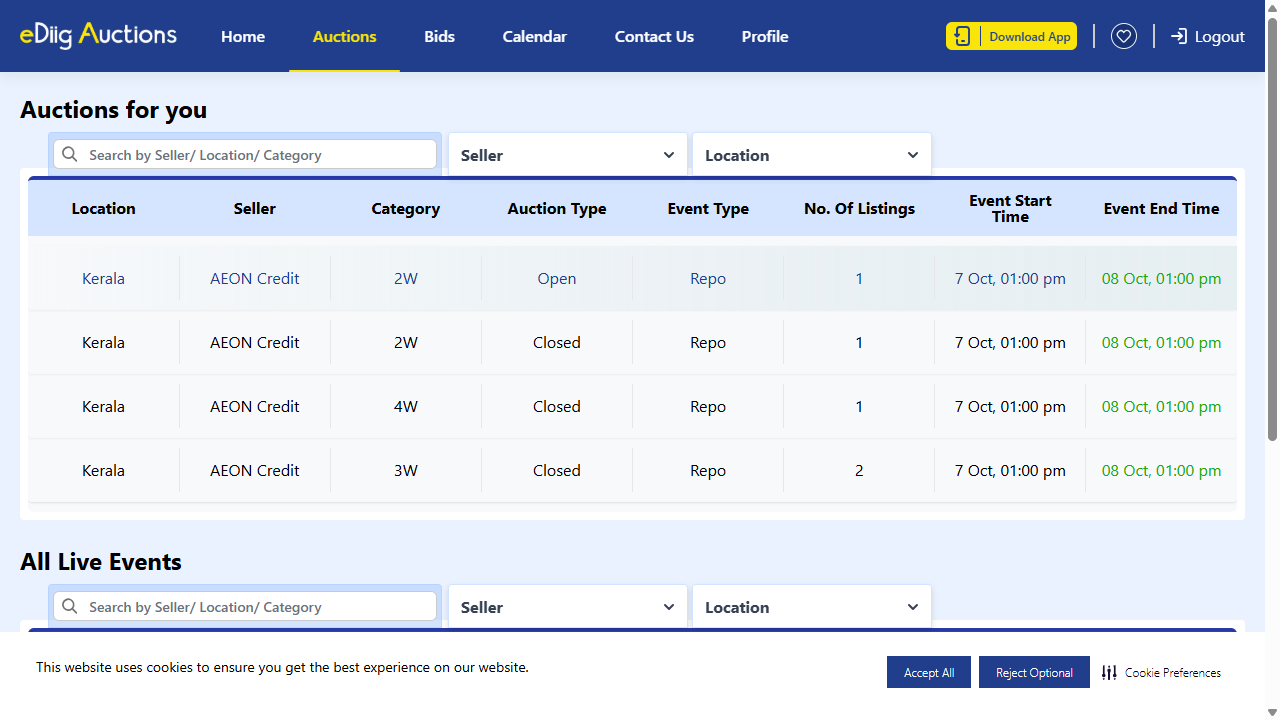 eDiig Auctions Home Auctions Bids Calendar Contact Us Profile Download App Logout
Auctions for you
Search by Seller/ Location/ Category Seller Location
Location Seller Category Auction Type Event Type No. Of Listings Event Start Time Event End Time
Kerala AEON Credit 2W Open Repo 1 7 Oct, 01:00 pm 08 Oct, 01:00 pm
Kerala AEON Credit 2W Closed Repo 1 7 Oct, 01:00 pm 08 Oct, 01:00 pm
Kerala AEON Credit 4W Closed Repo 1 7 Oct, 01:00 pm 08 Oct, 01:00 pm
Kerala AEON Credit 3W Closed Repo 2 7 Oct, 01:00 pm 08 Oct, 01:00 pm
All Live Events
Search by Seller/ Location/ Category Seller Location
This website uses cookies to ensure you get the best experience on our website. Accept All Reject Optional Cookie Preferences